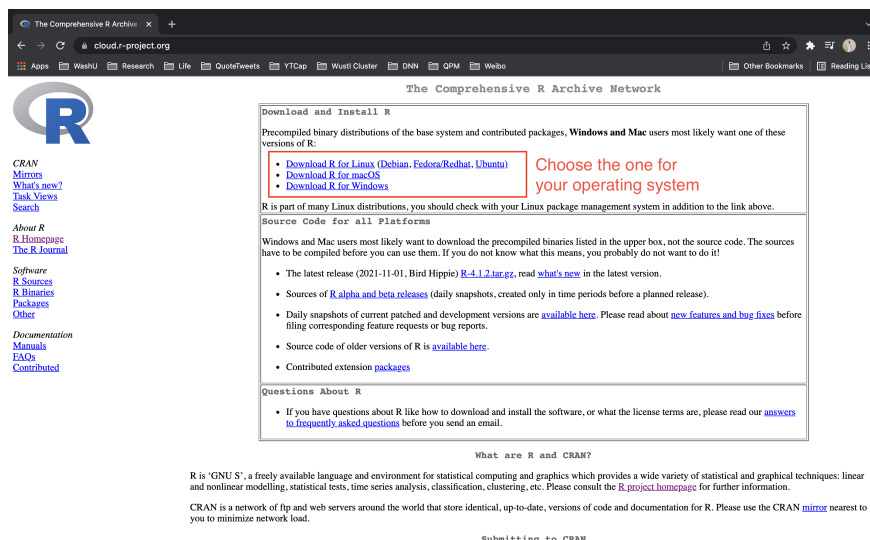 The Comprehensive R Archive
cloud.r-project.org
Apps WashU Research Life QuoteTweets YTCap Wustl Cluster DNN QPM Weibo Other Bookmarks Reading Lis
R
The Comprehensive R Archive Network
CRAN
Mirrors
What's new?
Task Views
Search
About R
R Homepage
The R Journal
Software
R Sources
R Binaries
Packages
Other
Documentation
Manuals
FAQs
Contributed
Download and Install R
Precompiled binary distributions of the base system and contributed packages, Windows and Mac users most likely want one of these
versions of R:
• Download R for Linux (Debian, Fedora/Redhat, Ubuntu)
• Download R for macOS
• Download R for Windows
Choose the one for
your operating system
R is part of many Linux distributions, you should check with your Linux package management system in addition to the link above.
Source Code for all Platforms
Windows and Mac users most likely want to download the precompiled binaries listed in the upper box, not the source code. The sources
have to be compiled before you can use them. If you do not know what this means, you probably do not want to do it!
• The latest release (2021-11-01, Bird Hippie) R-4.1.2.tar.gz, read what's new in the latest version.
• Sources of R alpha and beta releases (daily snapshots, created only in time periods before a planned release).
• Daily snapshots of current patched and development versions are available here. Please read about new features and bug fixes before
filing corresponding feature requests or bug reports.
• Source code of older versions of R is available here.
• Contributed extension packages
Questions About R
• If you have questions about R like how to download and install the software, or what the license terms are, please read our answers
to frequently asked questions before you send an email.
What are R and CRAN?
R is ‘GNU S’, a freely available language and environment for statistical computing and graphics which provides a wide variety of statistical and graphical techniques: linear
and nonlinear modelling, statistical tests, time series analysis, classification, clustering, etc. Please consult the R project homepage for further information.
CRAN is a network of ftp and web servers around the world that store identical, up-to-date, versions of code and documentation for R. Please use the CRAN mirror nearest to
you to minimize network load.
Submitting to CRAN